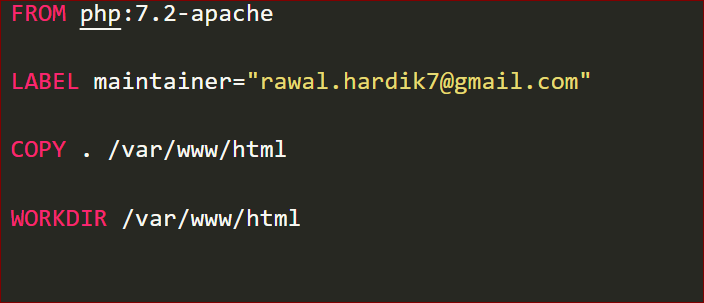 FROM php:7.2-apache
LABEL maintainer="rawal.hardik7@gmail.com"
COPY . /var/www/html
WORKDIR /var/www/html